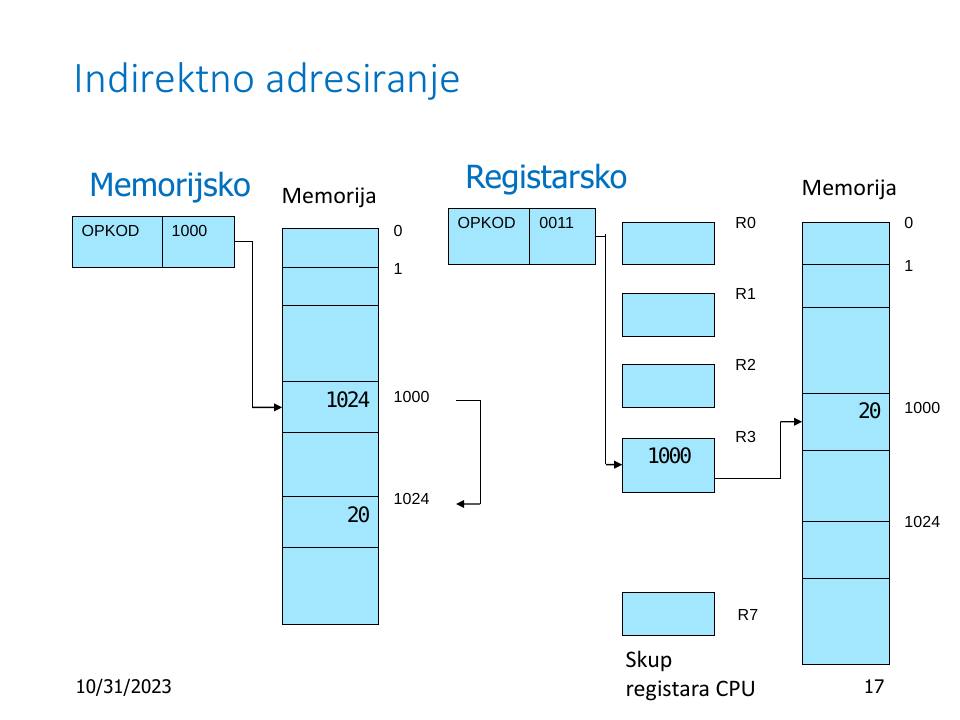 Indirektno adresiranje
Memorijsko
Memorija
OPKOD 1000
0
1
1024 1000
20 1024
Registarsko
OPKOD 0011
R0
R1
R2
R3
1000
R7
Skup
registara CPU
Memorija
0
1
20 1000
1024
10/31/2023
17